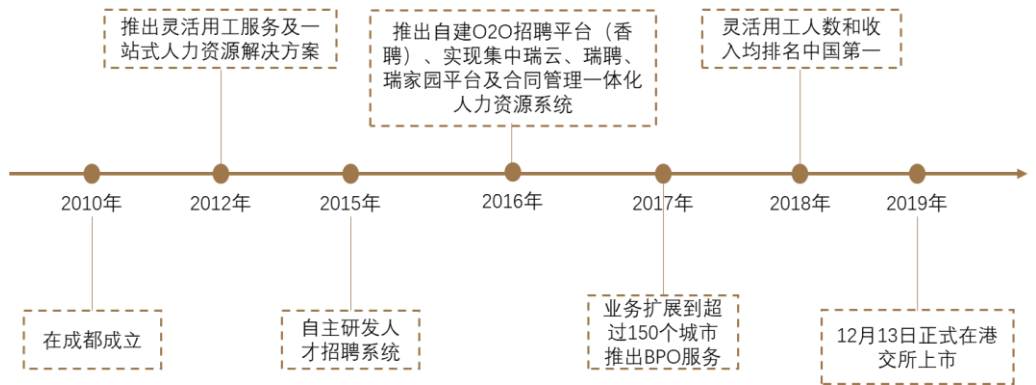 推出灵活用工服务及一
站式人力资源解决方案
推出自建O2O招聘平台（香
聘）、实现集中瑞云、瑞聘、
瑞家园平台及合同管理一体化
人力资源系统
灵活用工人数和收
入均排名中国第一
2010年
2012年
2015年
2016年
2017年
2018年
2019年
在成都成立
自主研发人
才招聘系统
业务扩展到超
过150个城市
推出BPO服务
12月13日正式在港
交所上市